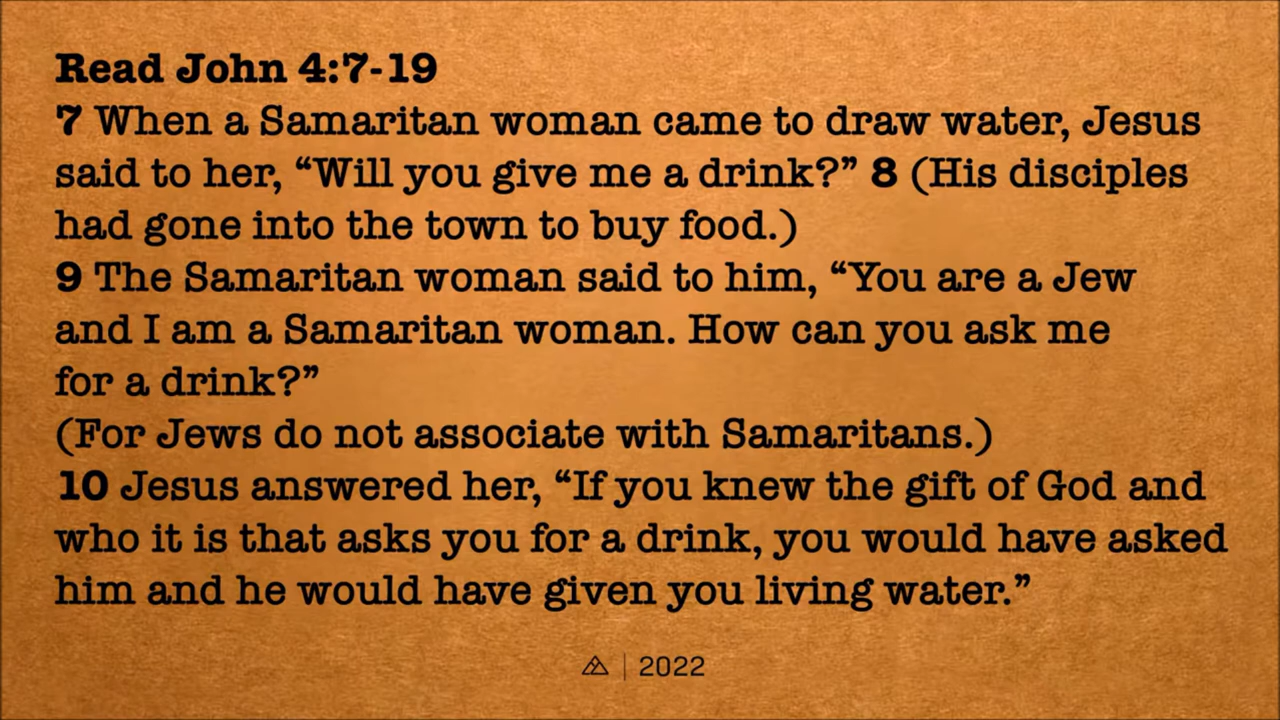 Read John 4:7-19
7 When a Samaritan woman came to draw water, Jesus
said to her, “Will you give me a drink?” 8 (His disciples
had gone into the town to buy food.)
9 The Samaritan woman said to him, “You are a Jew
and I am a Samaritan woman. How can you ask me
for a drink?”
(For Jews do not associate with Samaritans.)
10 Jesus answered her, “If you knew the gift of God and
who it is that asks you for a drink, you would have asked
him and he would have given you living water.”
| 2022